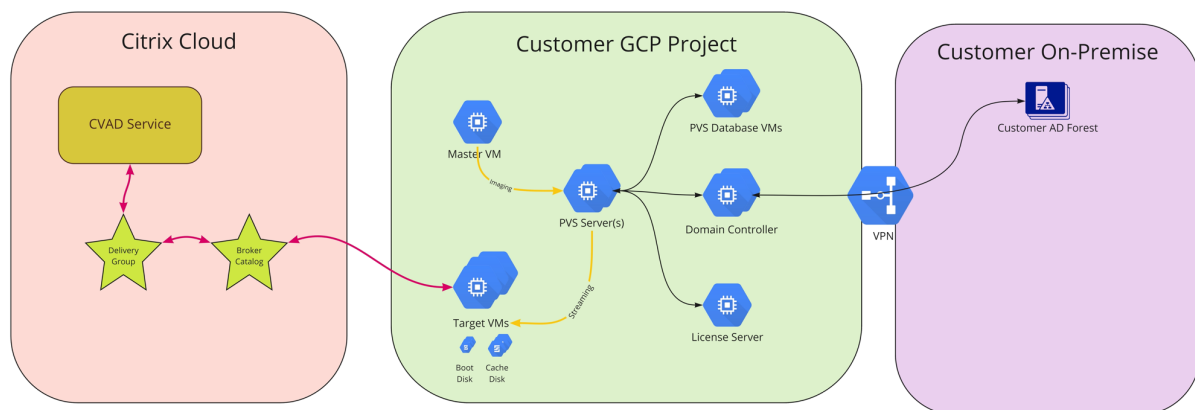 Citrix Cloud
CVAD Service
Delivery
Group
Broker
Catalog
Customer GCP Project
Master VM
Imaging
PVS Server(s)
Streaming
Target VMs
Boot
Disk
Cache
Disk
PVS Database VMs
Domain Controller
License Server
VPN
Customer On-Premise
Customer AD Forest